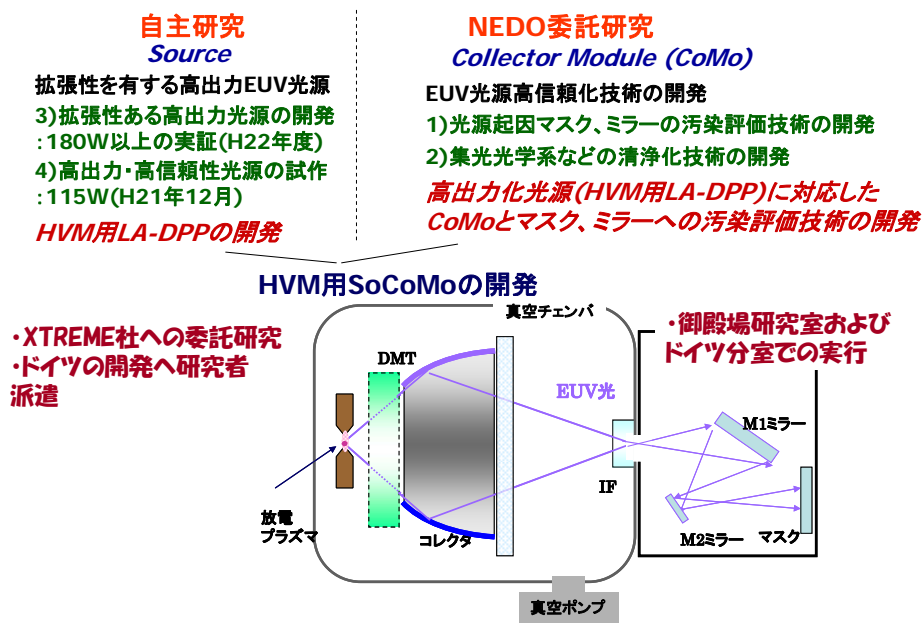 自主研究
Source
拡張性を有する高出力EUV光源
3)拡張性ある高出力光源の開発
:180W以上の実証(H22年度)
4)高出力・高信頼性光源の試作
:115W(H21年12月)
HVM用LA-DPPの開発
NEDO委託研究
Collector Module (CoMo)
EUV光源高信頼化技術の開発
1)光源起因マスク、ミラーの汚染評価技術の開発
2)集光光学系などの清浄化技術の開発
高出力化光源(HVM用LA-DPP)に対応した
CoMoとマスク、ミラーへの汚染評価技術の開発
HVM用SoCoMoの開発
・XTREME社への委託研究
・ドイツの開発へ研究者
派遣
真空チェンバ
・御殿場研究室および
ドイツ分室での実行
DMT
EUV光
M1ミラー
IF
放電
プラズマ
コレクタ
M2ミラー
マスク
真空ポンプ